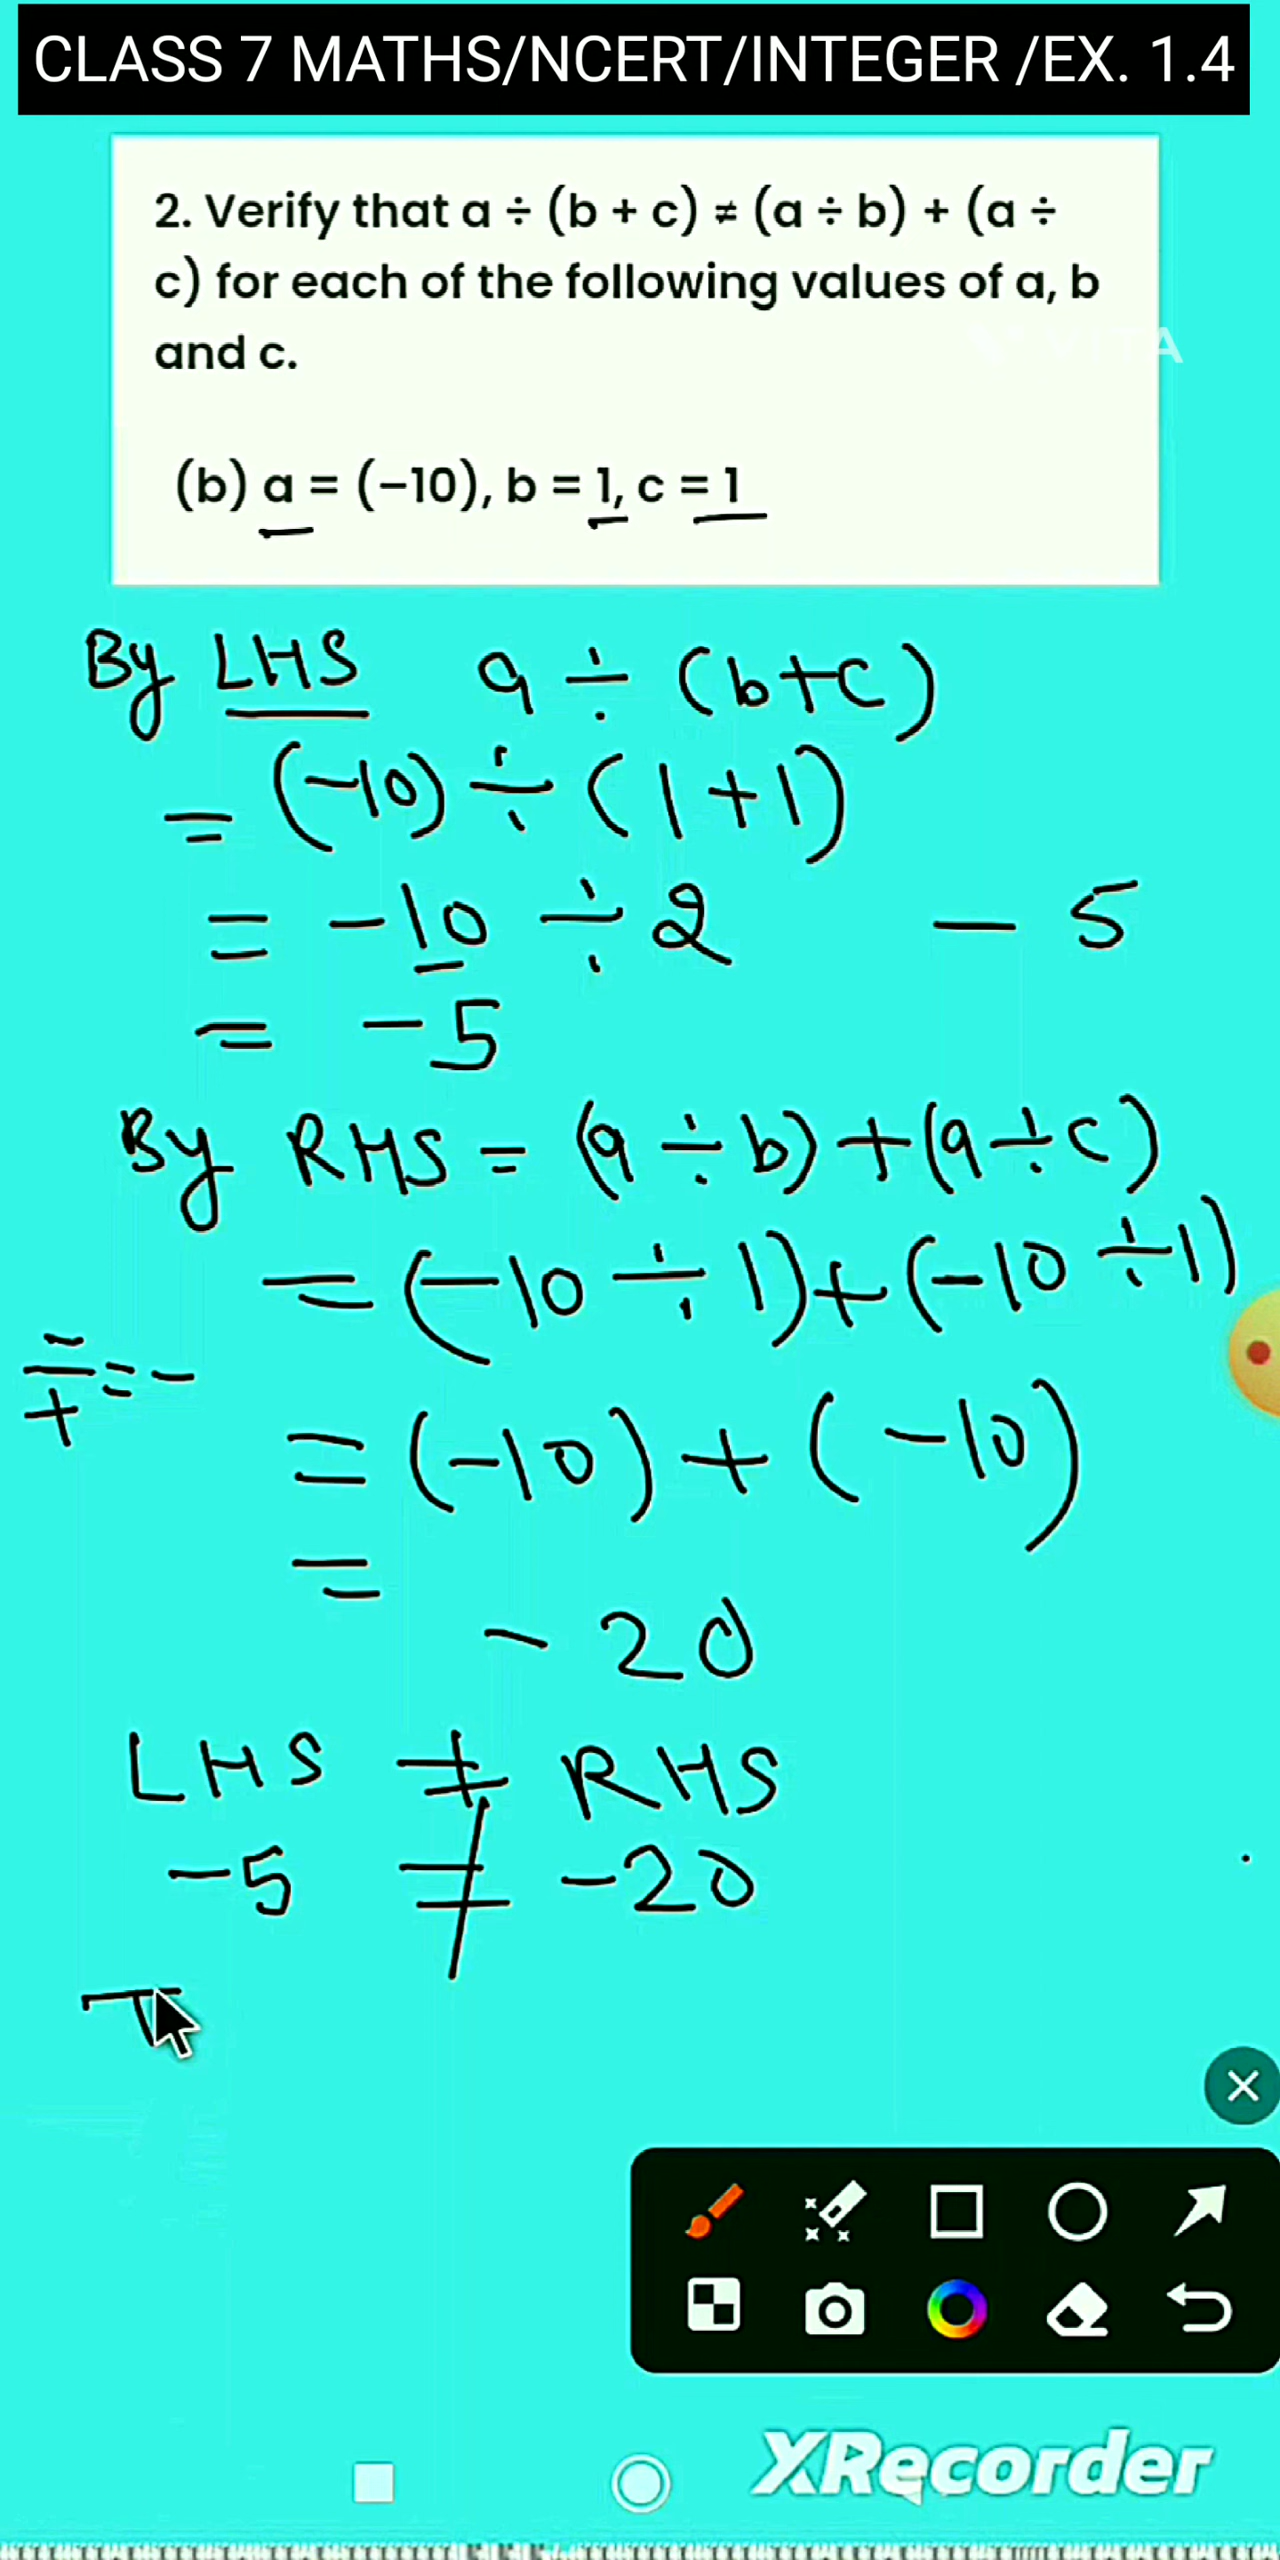 CLASS 7 MATHS/NCERT/INTEGER /EX. 1.4
2. Verify that a ÷ (b + c) ≠ (a ÷ b) + (a ÷
c) for each of the following values of a, b
and c.
VITA
(b) a = (–10), b = 1, c = 1
By LHS a ÷ (b+c)
= (-10) ÷ (1+1)
= -10 ÷ 2 - 5
= -5
By RHS = (a ÷ b) + (a ÷ c)
= (-10 ÷ 1) + (-10 ÷ 1)
-/+ = -
= (-10) + (-10)
=
- 20
LHS ≠ RHS
-5 ≠ -20
T
XRecorder